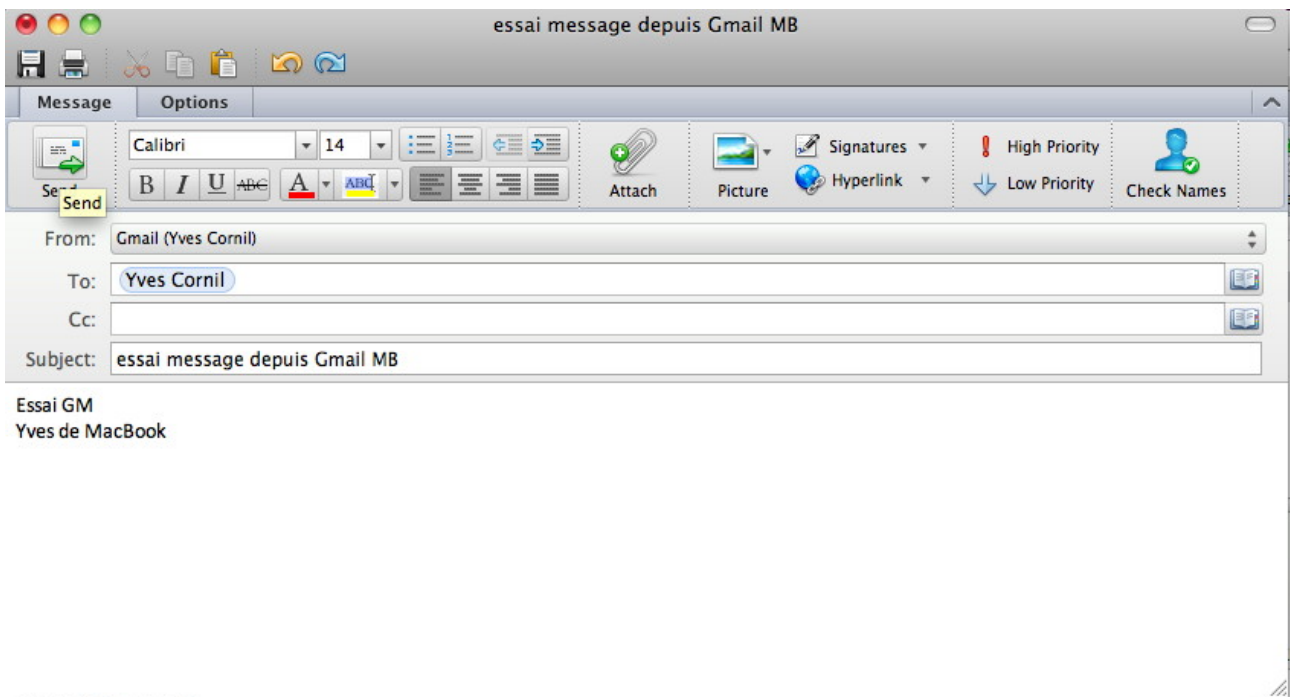 essai message depuis Gmail MB
Message Options
Calibri 14
B I U ABC A ABC
Send
Send
Attach
Picture
Signatures
Hyperlink
High Priority
Low Priority
Check Names
From: Gmail (Yves Cornil)
To: Yves Cornil
Cc:
Subject: essai message depuis Gmail MB
Essai GM
Yves de MacBook